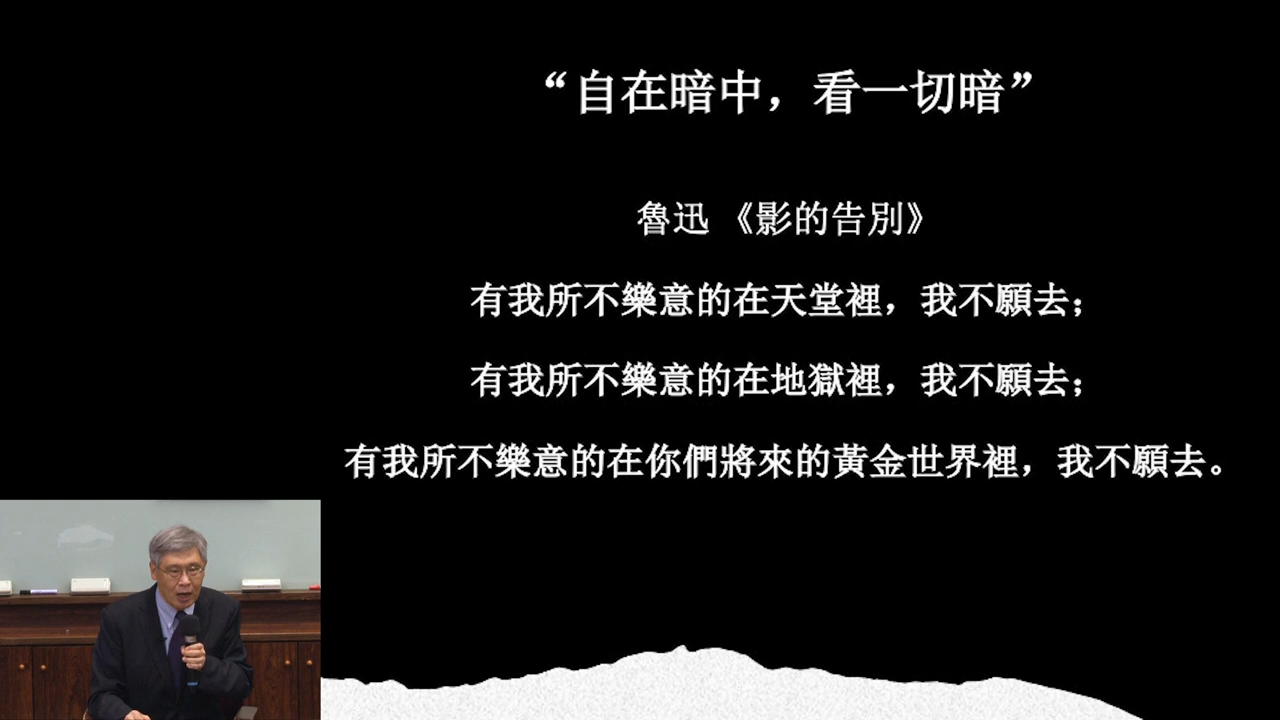 “自在暗中，看一切暗”
魯迅 《影的告別》
有我所不樂意的在天堂裡，我不願去；
有我所不樂意的在地獄裡，我不願去；
有我所不樂意的在你們將來的黃金世界裡，我不願去。